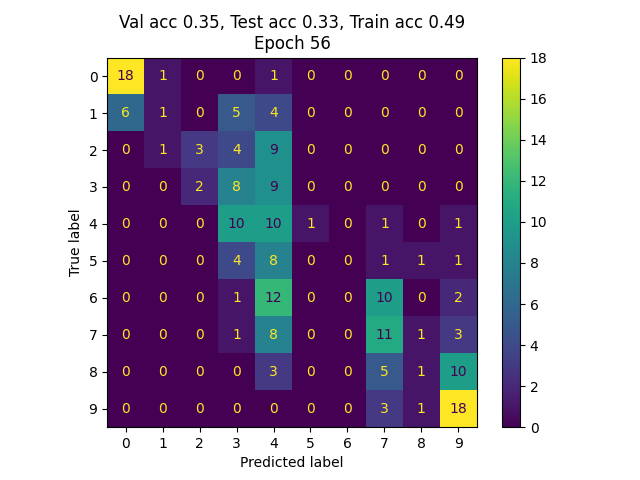 Val acc 0.35, Test acc 0.33, Train acc 0.49
Epoch 56
0 18 1 0 0 1 0 0 0 0 0
1 6 1 0 5 4 0 0 0 0 0
2 0 1 3 4 9 0 0 0 0 0
3 0 0 2 8 9 0 0 0 0 0
4 0 0 0 10 10 1 0 1 0 1
5 0 0 0 4 8 0 0 1 1 1
6 0 0 0 1 12 0 0 10 0 2
7 0 0 0 1 8 0 0 11 1 3
8 0 0 0 0 3 0 0 5 1 10
9 0 0 0 0 0 0 0 3 1 18
0 1 2 3 4 5 6 7 8 9
True label
Predicted label
18
16
14
12
10
8
6
4
2
0